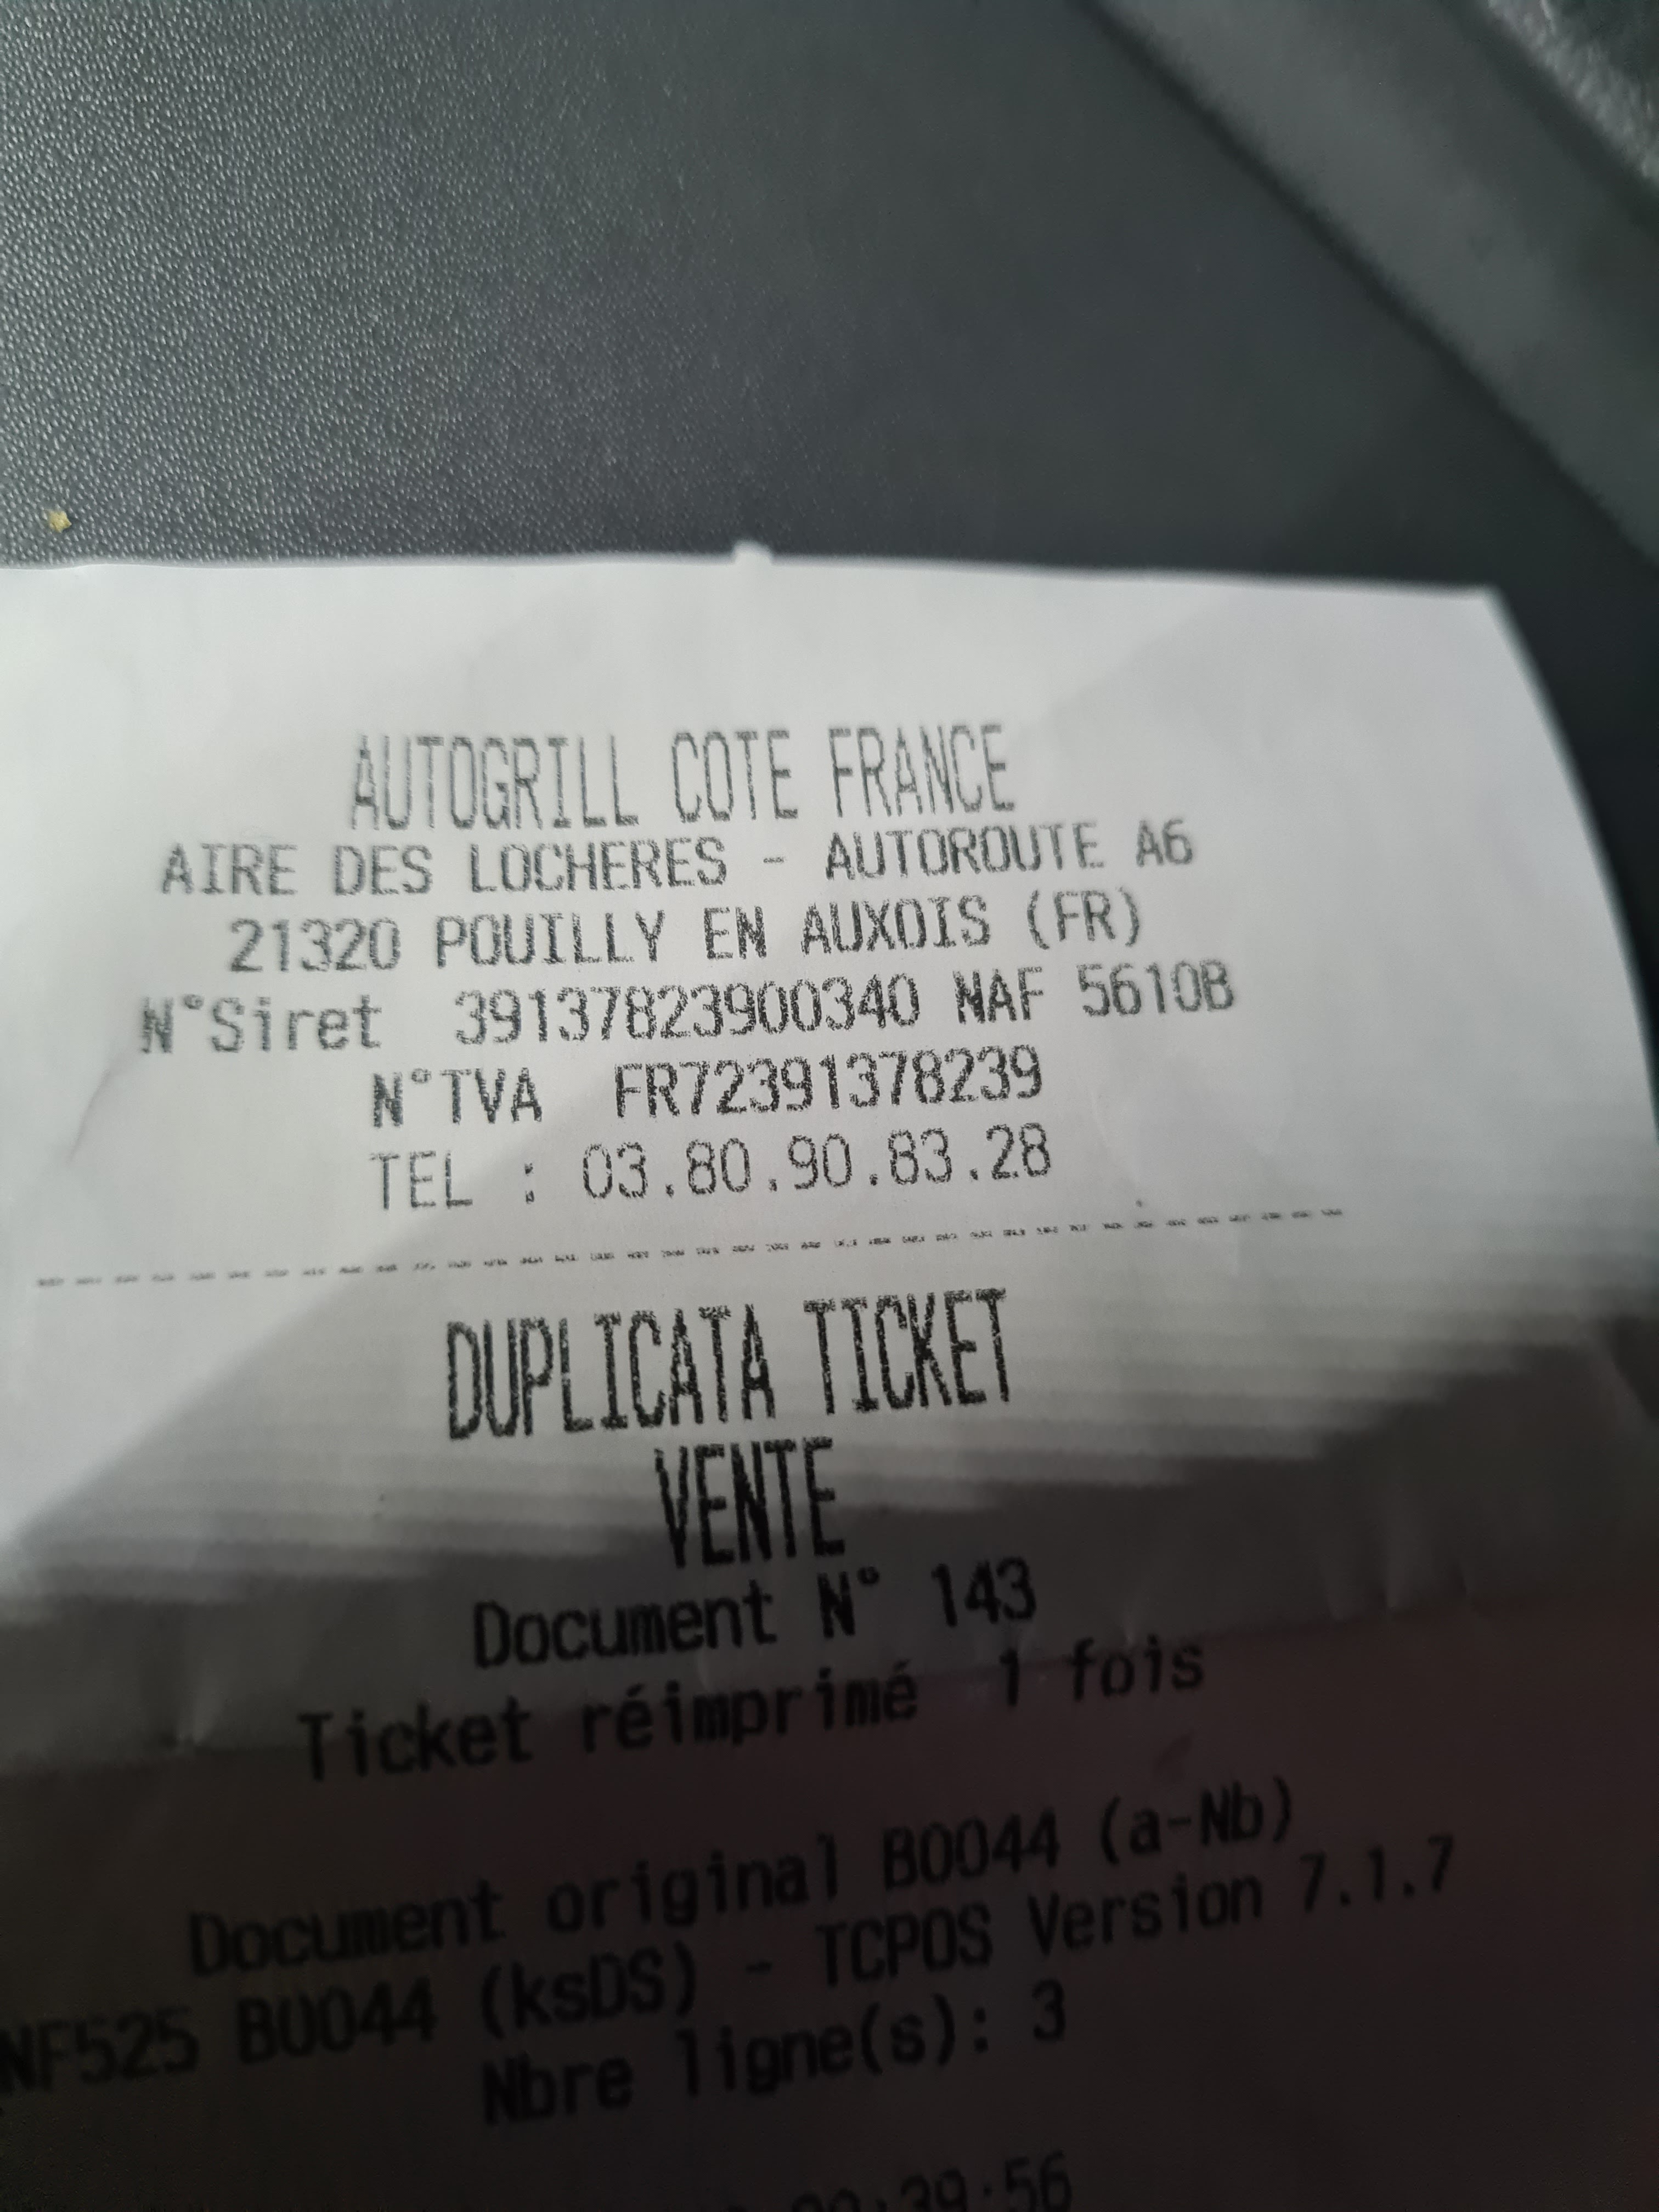 AUTOGRILL COTE FRANCE
AIRE DES LOCHERES - AUTOROUTE A6
21320 POUILLY EN AUXOIS (FR)
N°Siret 39137823900340 NAF 5610B
N°TVA FR72391378239
TEL : 03.80.90.83.28
DUPLICATA TICKET
VENTE
Document N° 143
Ticket réimprimé 1 fois
Document original B0044 (a-Nb)
NF525 B0044 (ksDS) - TCPOS Version 7.1.7
Nbre ligne(s): 3
:39:56